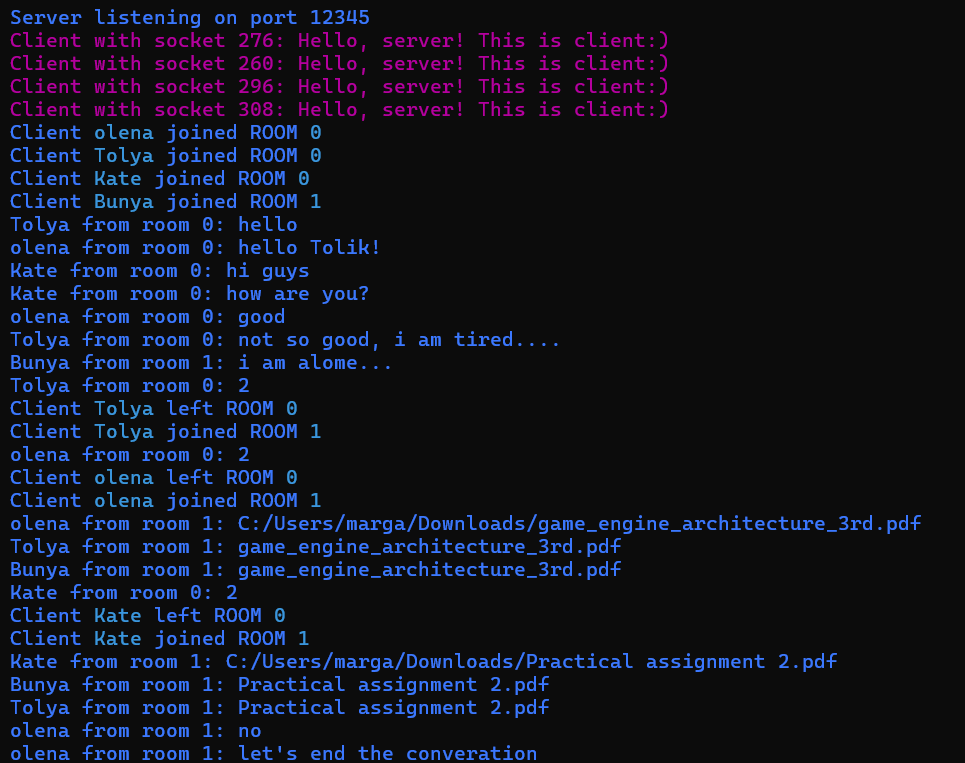 Server listening on port 12345
Client with socket 276: Hello, server! This is client:)
Client with socket 260: Hello, server! This is client:)
Client with socket 296: Hello, server! This is client:)
Client with socket 308: Hello, server! This is client:)
Client olena joined ROOM 0
Client Tolya joined ROOM 0
Client Kate joined ROOM 0
Client Bunya joined ROOM 1
Tolya from room 0: hello
olena from room 0: hello Tolik!
Kate from room 0: hi guys
Kate from room 0: how are you?
olena from room 0: good
Tolya from room 0: not so good, i am tired....
Bunya from room 1: i am alome...
Tolya from room 0: 2
Client Tolya left ROOM 0
Client Tolya joined ROOM 1
olena from room 0: 2
Client olena left ROOM 0
Client olena joined ROOM 1
olena from room 1: C:/Users/marga/Downloads/game_engine_architecture_3rd.pdf
Tolya from room 1: game_engine_architecture_3rd.pdf
Bunya from room 1: game_engine_architecture_3rd.pdf
Kate from room 0: 2
Client Kate left ROOM 0
Client Kate joined ROOM 1
Kate from room 1: C:/Users/marga/Downloads/Practical assignment 2.pdf
Bunya from room 1: Practical assignment 2.pdf
Tolya from room 1: Practical assignment 2.pdf
olena from room 1: no
olena from room 1: let's end the converation